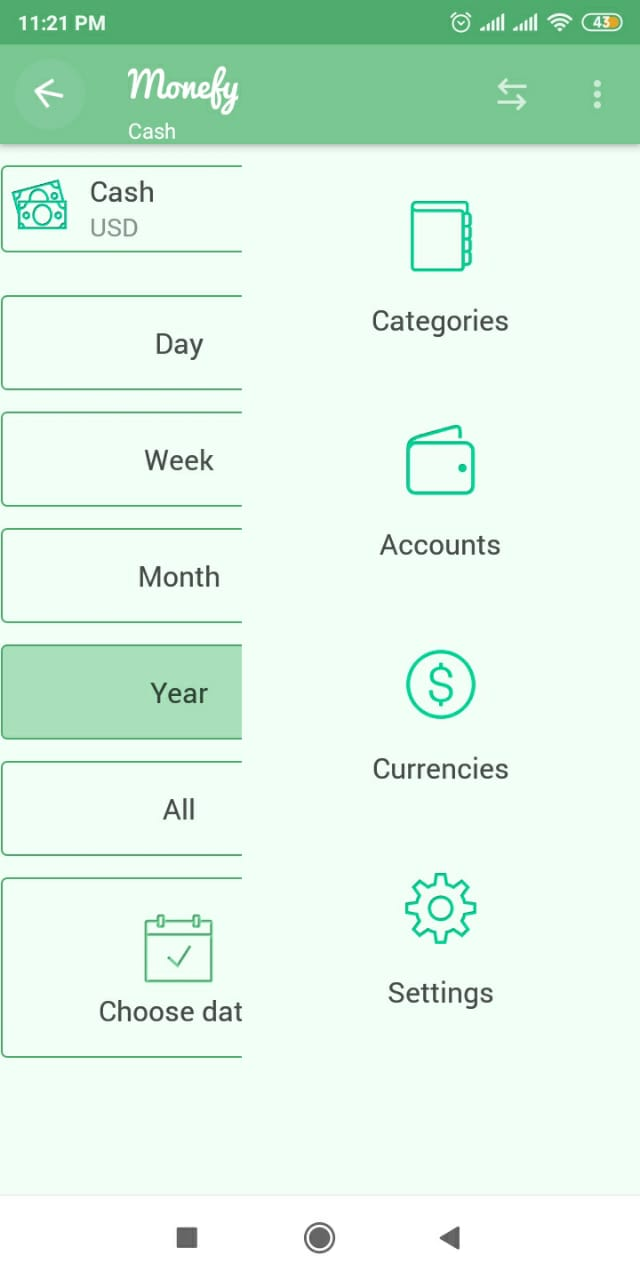 11:21 PM
43
Monefy
Cash
Cash
USD
Day
Week
Month
Year
All
Choose dat
Categories
Accounts
$
Currencies
Settings